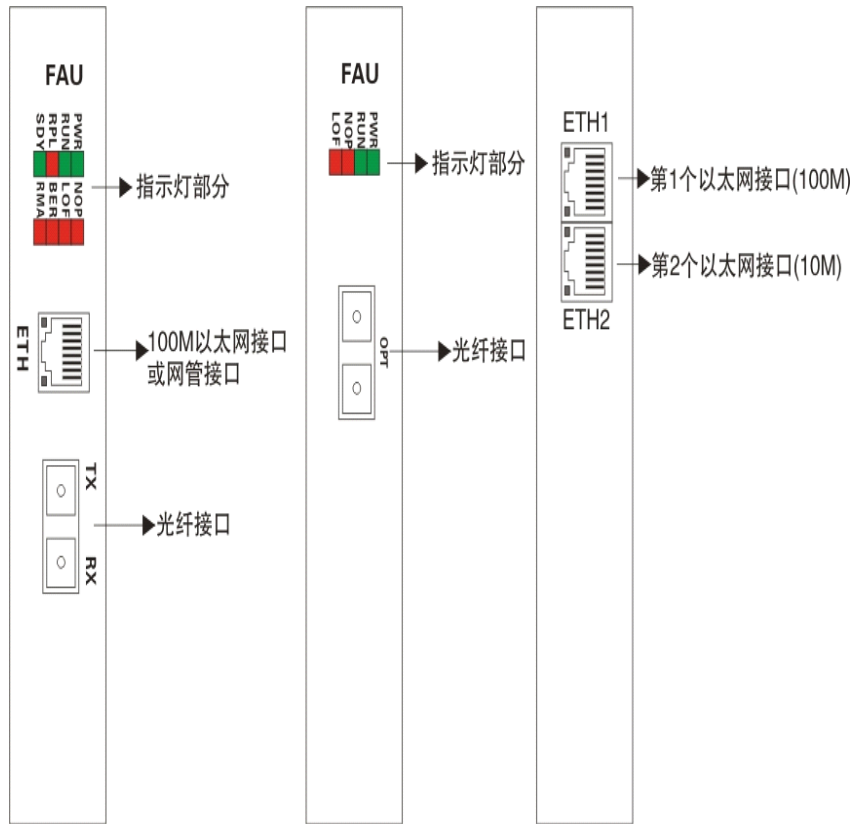 FAU
PWR
RUN
RPL
SDY
指示灯部分
NOP
LOF
BER
RMA
ETH
100M以太网接口
或网管接口
TX
光纤接口
RX
FAU
PWR
RUN
NOP
LOF
指示灯部分
OPT
光纤接口
ETH1
第1个以太网接口(100M)
第2个以太网接口(10M)
ETH2